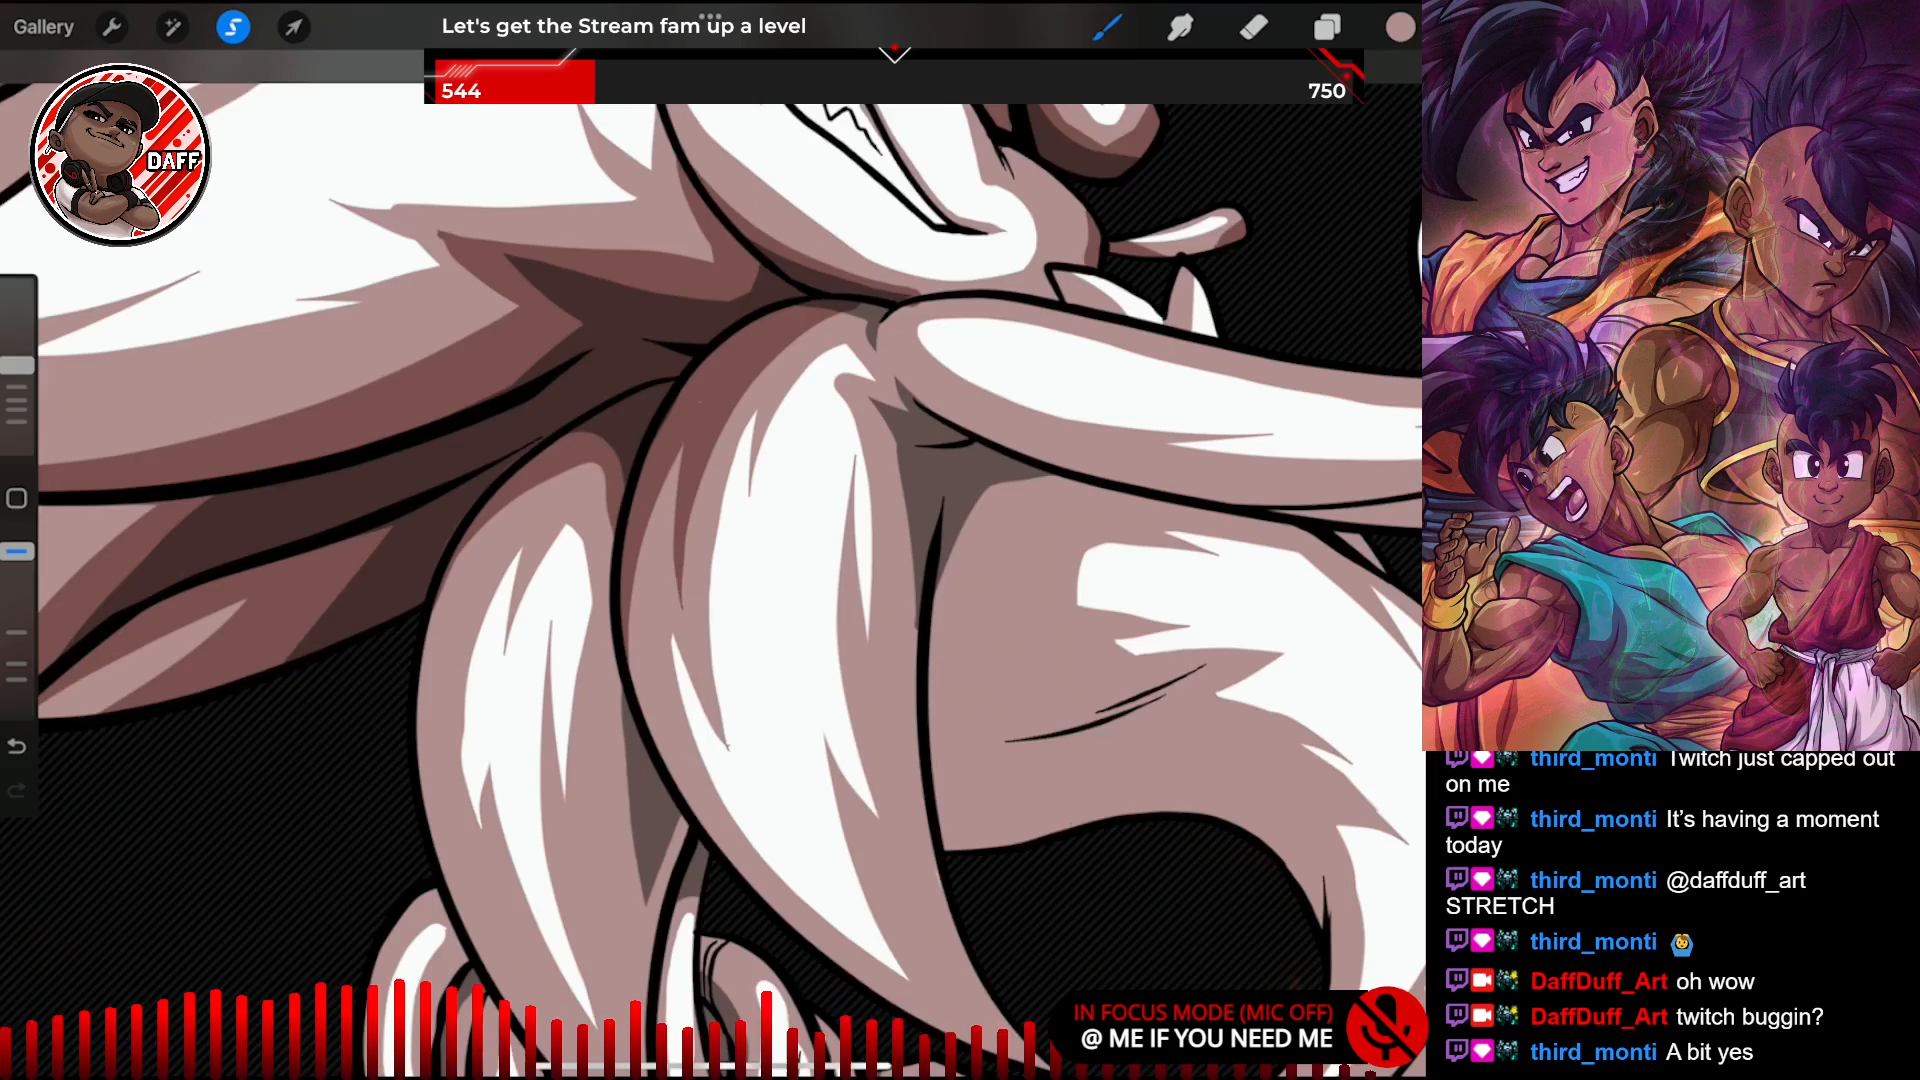 Gallery
Let's get the Stream fam up a level
544
750
DAFF
third_monti Twitch just capped out
on me
third_monti It's having a moment
today
third_monti @daffduff_art
STRETCH
third_monti
DaffDuff_Art oh wow
DaffDuff_Art twitch buggin?
third_monti A bit yes
IN FOCUS MODE (MIC OFF)
@ ME IF YOU NEED ME